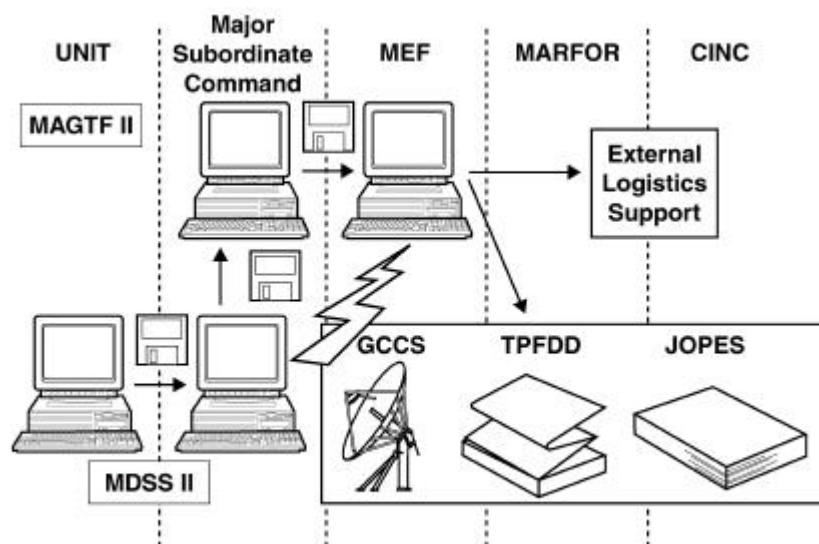 UNIT
Major
Subordinate
Command
MEF
MARFOR
CINC
MAGTF II
External
Logistics
Support
GCCS
TPFDD
JOPES
MDSS II